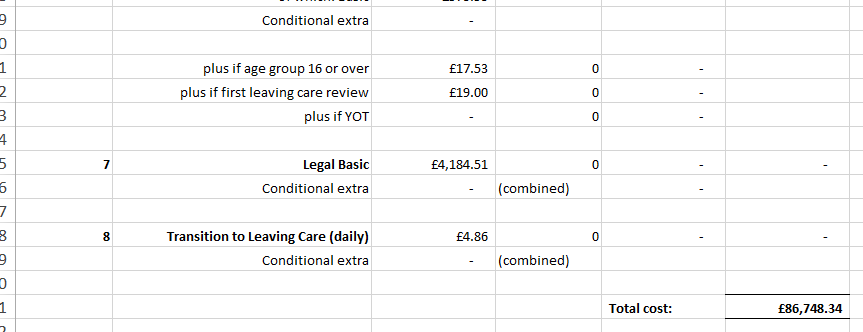 9 Conditional extra -
0
1 plus if age group 16 or over £17.53 0 -
2 plus if first leaving care review £19.00 0 -
3 plus if YOT - 0 -
4
5 7 Legal Basic £4,184.51 0 - -
6 Conditional extra - (combined) -
7
8 8 Transition to Leaving Care (daily) £4.86 0 - -
9 Conditional extra - (combined)
0
1 Total cost: £86,748.34